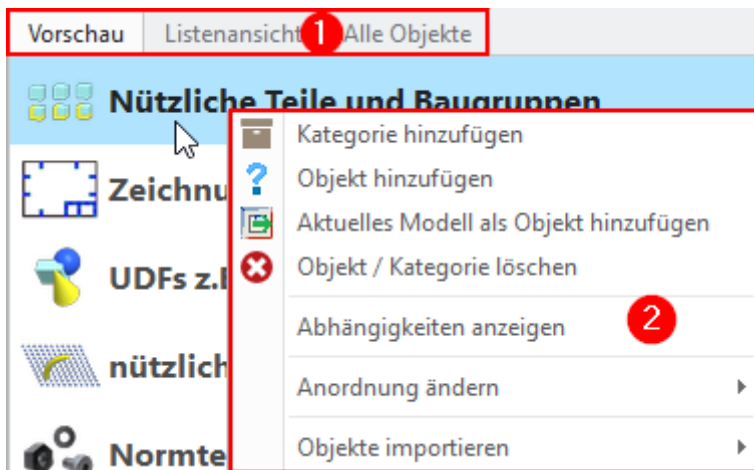 Vorschau Listenansicht 1 Alle Objekte
Nützliche Teile und Baugruppen
Kategorie hinzufügen
Zeichnu
Objekt hinzufügen
Aktuelles Modell als Objekt hinzufügen
UDFs z.B
Objekt / Kategorie löschen
Abhängigkeiten anzeigen 2
nützlich
Anordnung ändern
Normte
Objekte importieren